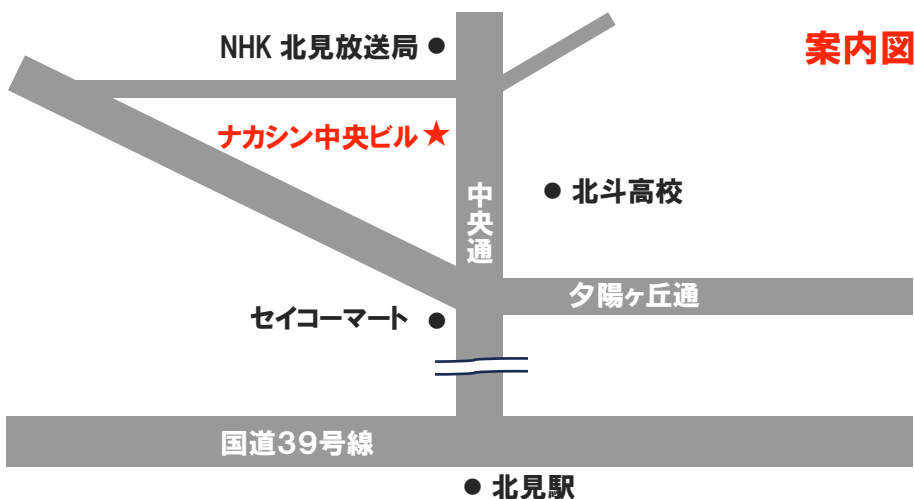 NHK 北見放送局
案内図
ナカシン中央ビル
中央通
北斗高校
夕陽ヶ丘通
セイコーマート
国道39号線
北見駅